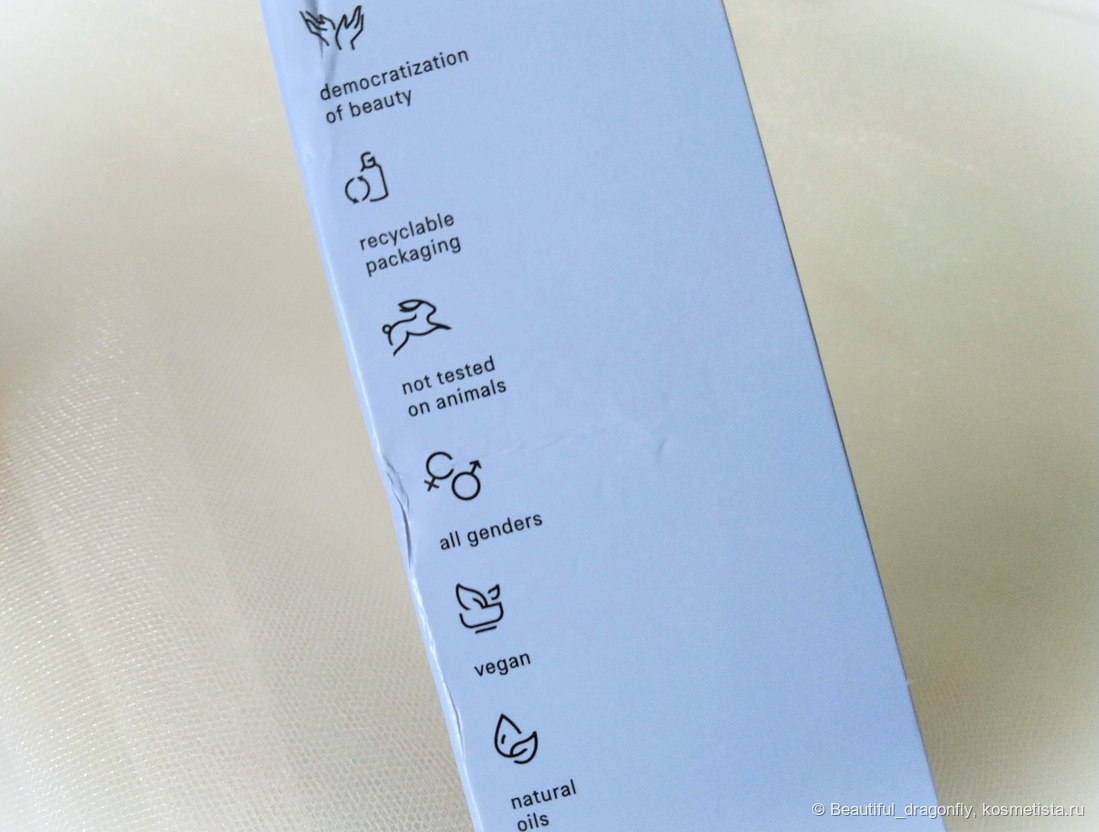 democratization
of beauty
recyclable
packaging
not tested
on animals
all genders
vegan
natural
oils
© Beautiful_dragonfly, kosmetista.ru